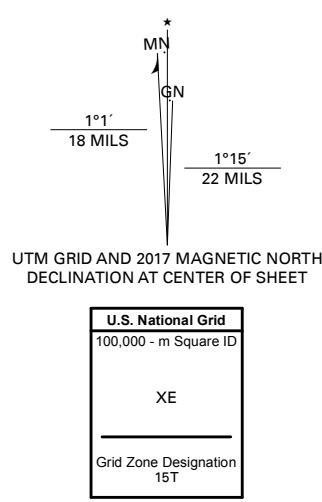 ★
MN
GN
1°1´
18 MILS
1°15´
22 MILS
UTM GRID AND 2017 MAGNETIC NORTH
DECLINATION AT CENTER OF SHEET
U.S. National Grid
100,000 - m Square ID
XE
Grid Zone Designation
15T